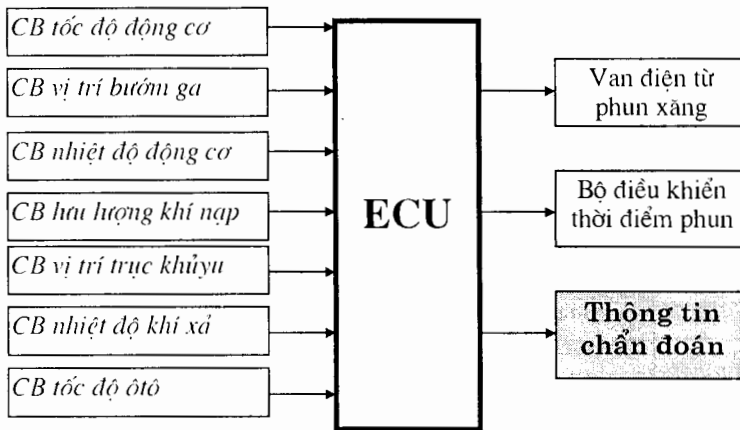 CB tốc độ động cơ
CB vị trí bướm ga
CB nhiệt độ động cơ
CB lưu lượng khí nạp
CB vị trí trục khủyu
CB nhiệt độ khí xả
CB tốc độ ôtô
ECU
Van điện từ
phun xăng
Bộ điều khiển
thời điểm phun
Thông tin
chẩn đoán